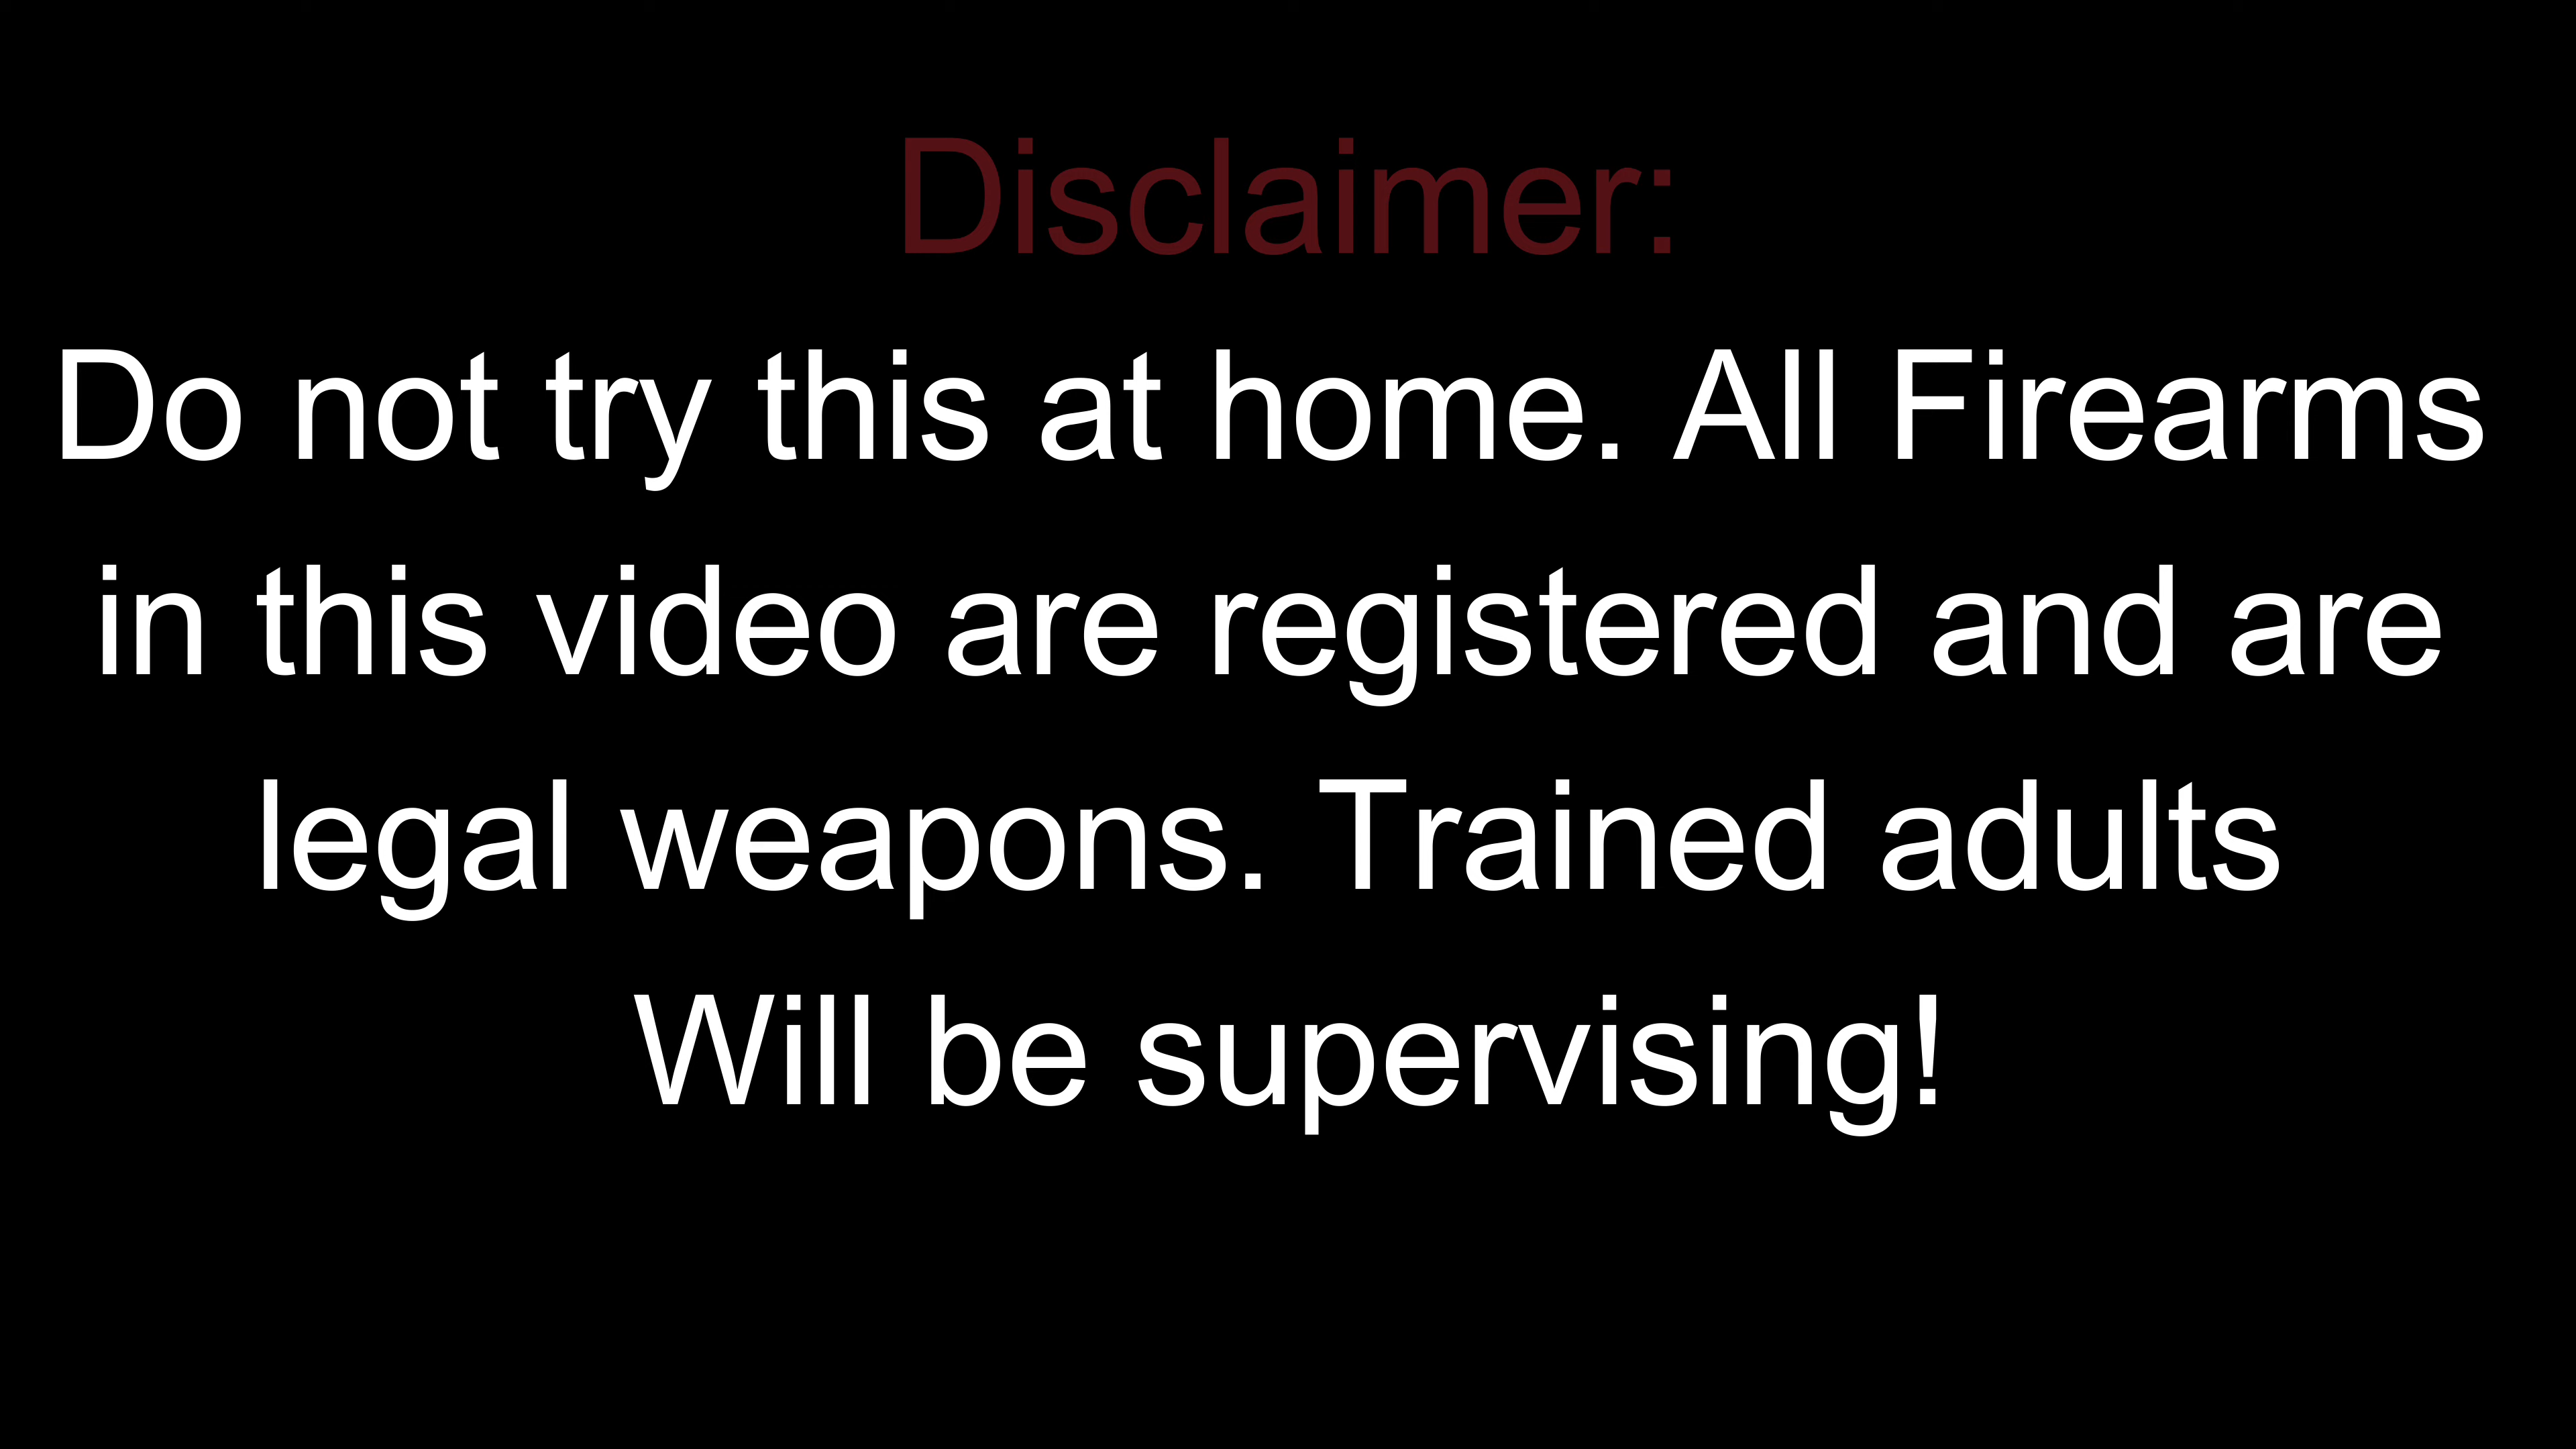 Disclaimer:
Do not try this at home. All Firearms
in this video are registered and are
legal weapons. Trained adults
Will be supervising!